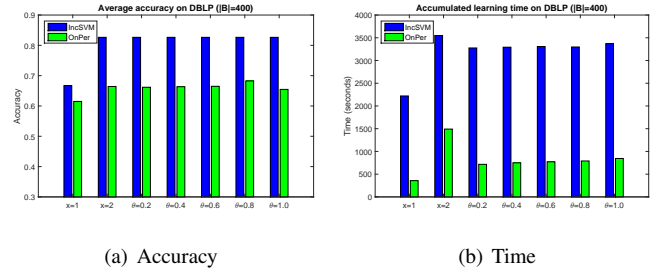 Average accuracy on DBLP (|B|=400)
IncSVM
OnPer
0.9
0.8
0.7
0.6
0.5
0.4
0.3
Accuracy
x=1 x=2 θ=0.2 θ=0.4 θ=0.6 θ=0.8 θ=1.0
(a) Accuracy
Accumulated learning time on DBLP (|B|=400)
IncSVM
OnPer
4000
3500
3000
2500
2000
1500
1000
500
0
Time (seconds)
x=1 x=2 θ=0.2 θ=0.4 θ=0.6 θ=0.8 θ=1.0
(b) Time